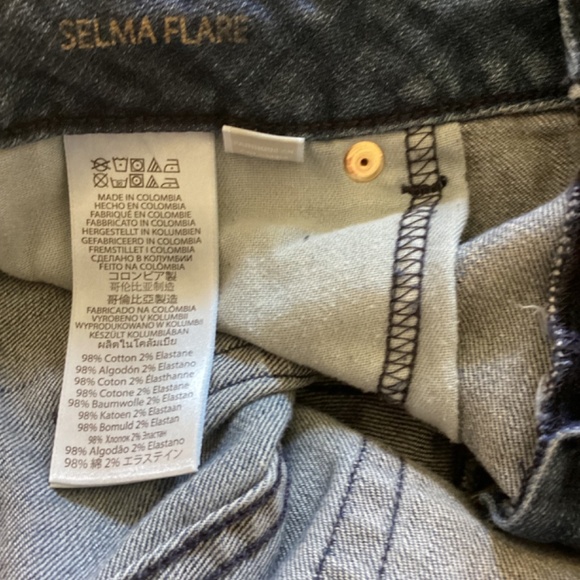 SELMA FLARE
MADE IN COLOMBIA
HECHO EN COLOMBIA
FABRIQUÉ EN COLOMBIE
FABBRICATO IN COLOMBIA
HERGESTELLT IN KOLUMBIEN
GEFABRICEERD IN COLOMBIA
FREMSTILLET I COLOMBIA
СДЕЛАНО В КОЛУМБИИ
FEITO NA COLÔMBIA
コロンビア製
哥伦比亚制造
哥倫比亞製造
FABRICADO NA COLOMBIA
VYROBENO V KOLUMBII
WYPRODUKOWANO W KOLUMBII
KÉSZÜLT KOLUMBIÁBAN
ผลิตในโคลัมเบีย
98% Cotton 2% Elastane
98% Algodón 2% Elastano
98% Coton 2% Élasthanne
98% Cotone 2% Elastane
98% Baumwolle 2% Elastan
98% Katoen 2% Elastaan
98% Bomuld 2% Elastan
98% Хлопок 2% Эластан
98% Algodão 2% Elastano
98% 綿 2% エラステイン